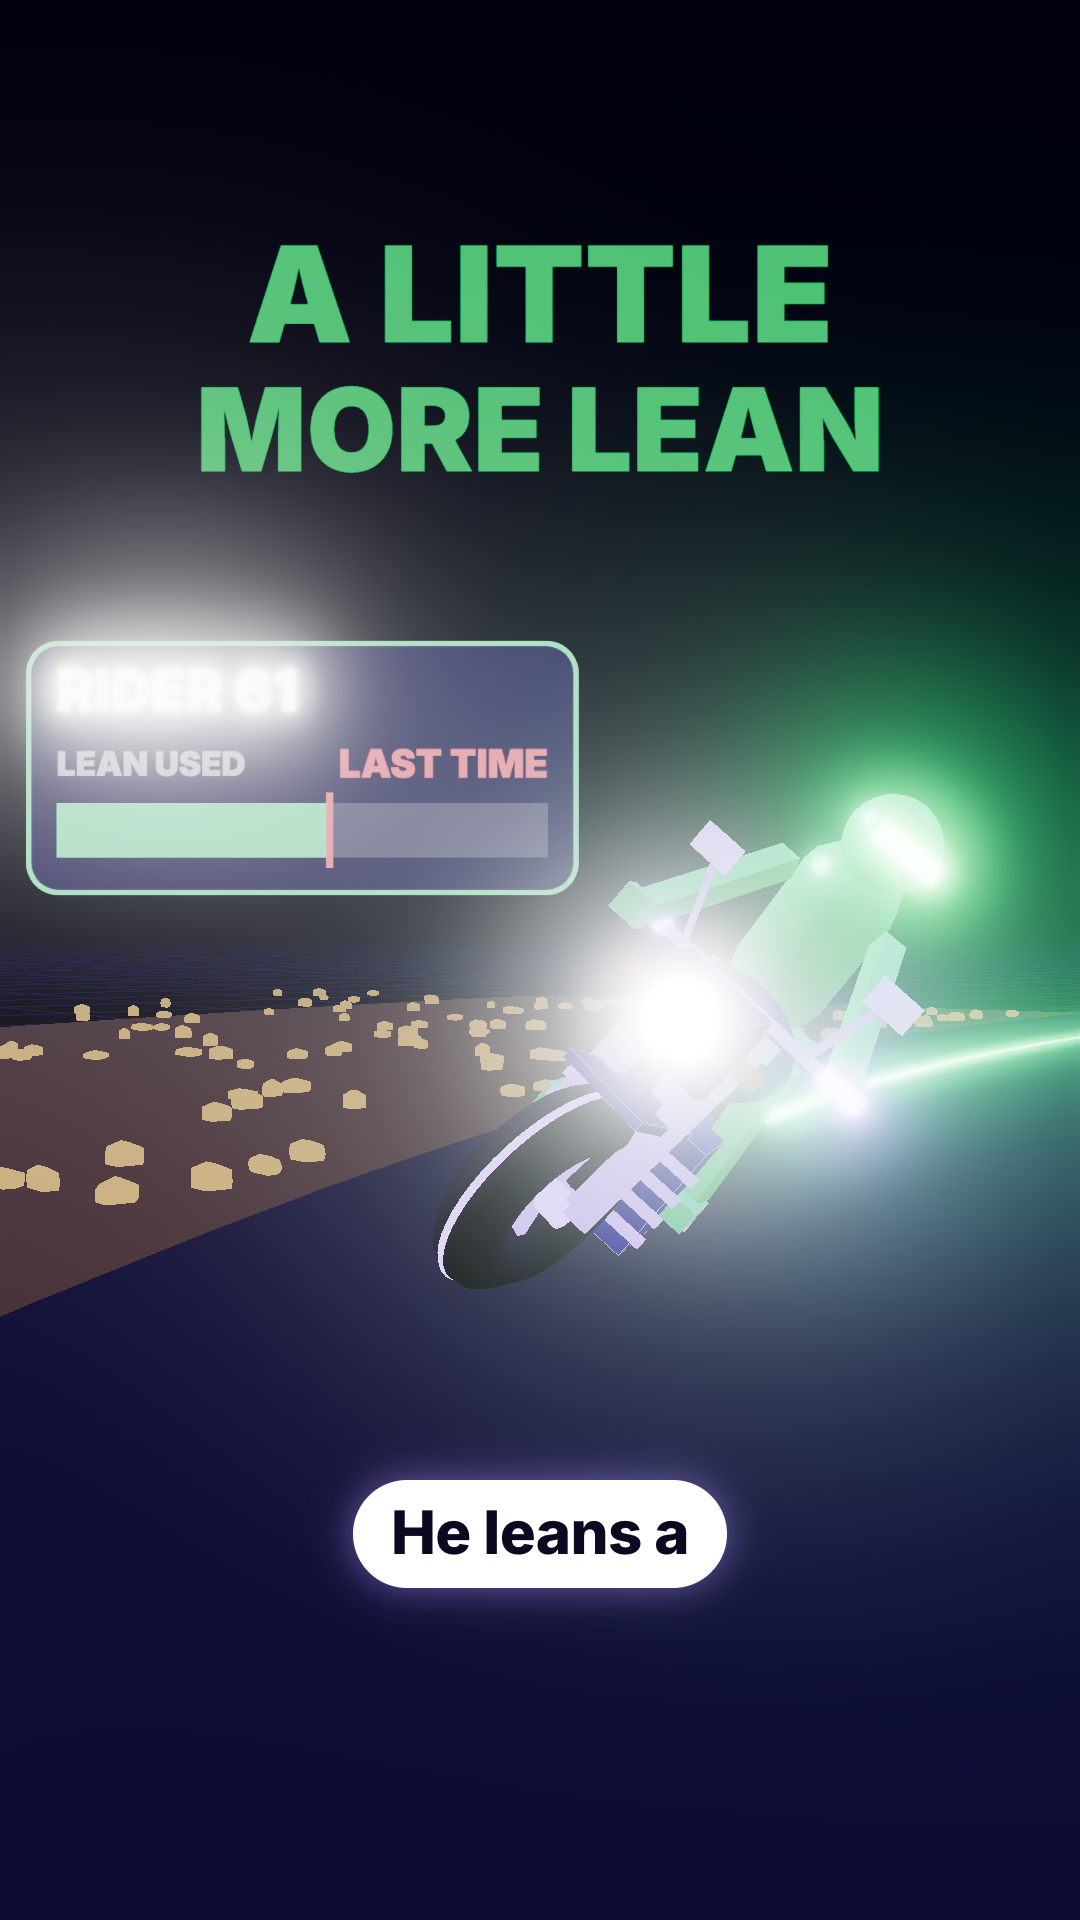 A LITTLE
MORE LEAN
RIDER 61
LEAN USED
LAST TIME
He leans a